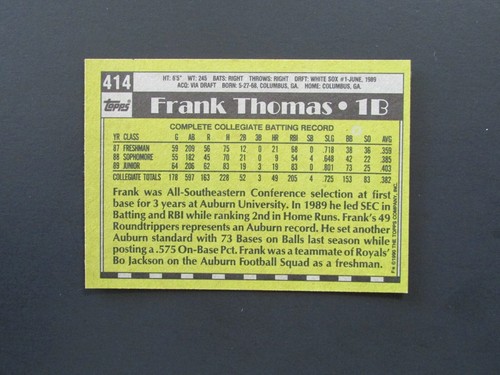 414
HT: 6'5" WT: 245 BATS: RIGHT THROWS: RIGHT DRFT: WHITE SOX #1-JUNE, 1989
ACQ: VIA DRAFT BORN: 5-27-68, COLUMBUS, GA. HOME: COLUMBUS, GA.
TOPPS Frank Thomas • 1B
COMPLETE COLLEGIATE BATTING RECORD
YR CLASS G AB R H 2B 3B HR RBI SB SLG BB SO AVG
87 FRESHMAN 59 209 56 75 12 0 21 68 0 .718 38 36 .359
88 SOPHOMORE 55 182 45 70 21 0 9 54 4 .648 42 22 .385
89 JUNIOR 64 206 62 83 19 3 19 83 0 .801 73 25 .403
COLLEGIATE TOTALS 178 597 163 228 52 3 49 205 4 .725 153 83 .382
Frank was All-Southeastern Conference selection at first
base for 3 years at Auburn University. In 1989 he led SEC in
Batting and RBI while ranking 2nd in Home Runs. Frank's 49
Roundtrippers represent an Auburn record. He set another
Auburn standard with 73 Bases on Balls last season while
posting a .575 On-Base Pct. Frank was a teammate of Royals'
Bo Jackson on the Auburn Football Squad as a freshman.
©1990 THE TOPPS COMPANY, INC.